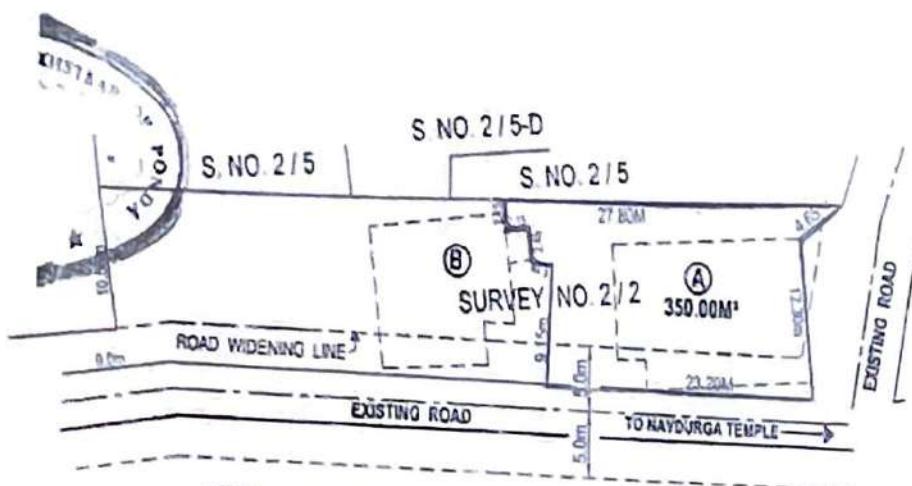 S. NO. 2 / 5-D
S. NO. 2 / 5
S. NO. 2 / 5
PONDA
27.80M
4.65
B
A
SURVEY NO. 2 / 2
350.00M²
12.30M
EXISTING ROAD
ROAD WIDENING LINE
9.15m
9.0m
5.0m
23.20M
EXISTING ROAD
TO NAVDURGA TEMPLE
5.0m